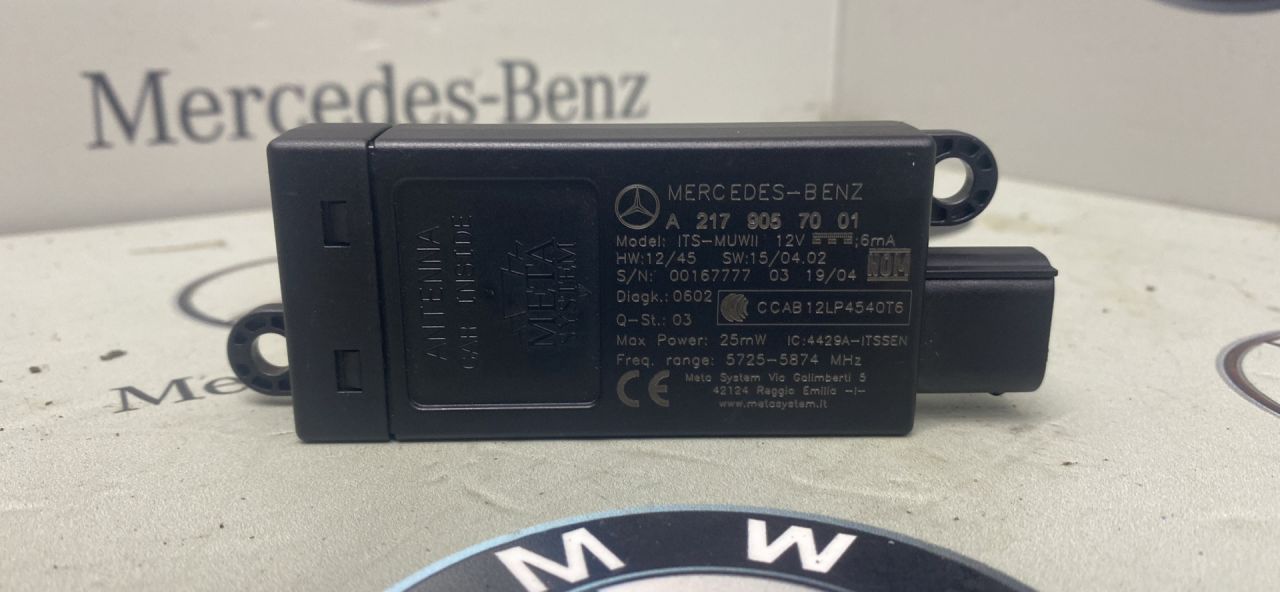 Mercedes-Benz
ANTENNA
CAR INSIDE
META
SYSTEM
MERCEDES-BENZ
A 217 905 70 01
Model: ITS-MUWII 12V ;6mA
HW:12/45 SW:15/04.02
S/N: 00167777 03 19/04
NOM
Diagk.: 0602
CCAB12LP4540T6
Q-St.: 03
Max Power: 25mW IC:4429A-ITSSEN
Freq. range: 5725-5874 MHz
CE
Meta System Via Galimberti 5
42124 Reggio Emilia -I-
www.metasystem.it
M W